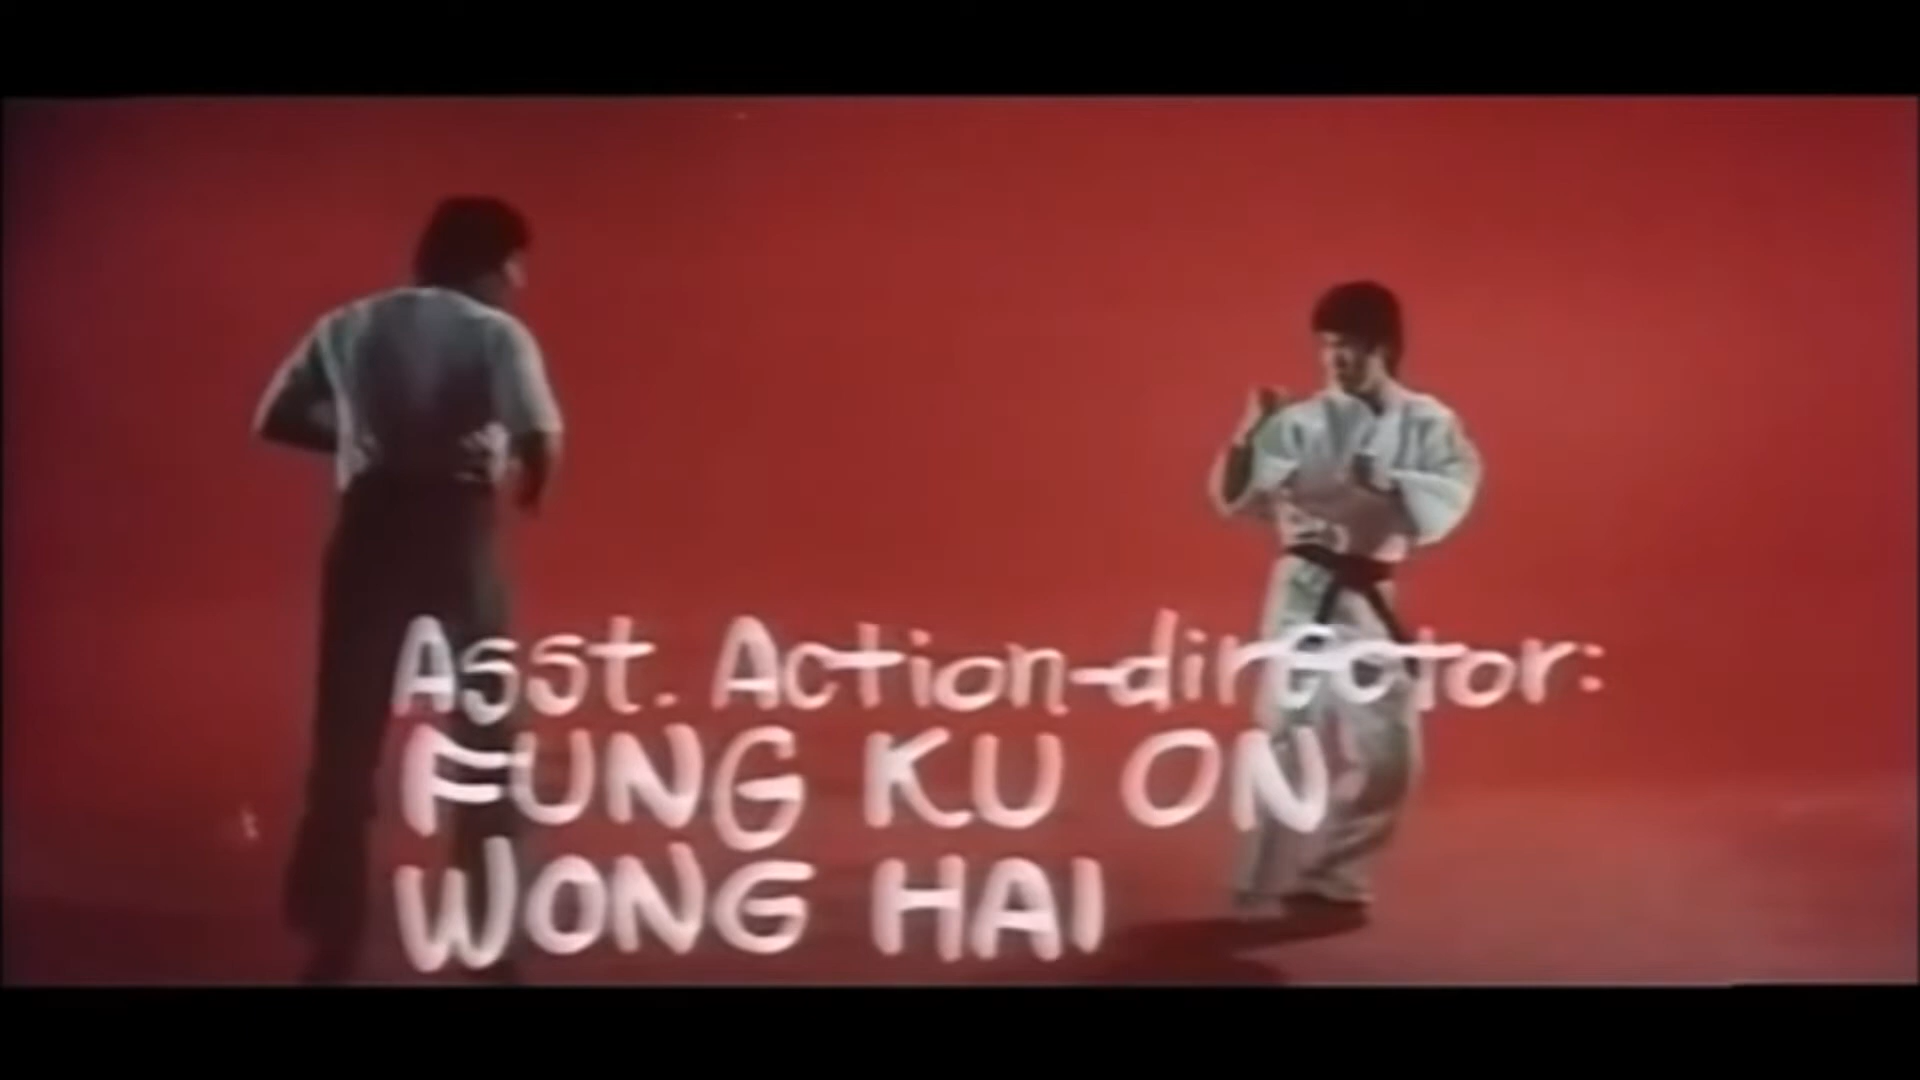 Asst. Action-director:
FUNG KU ON
WONG HAI